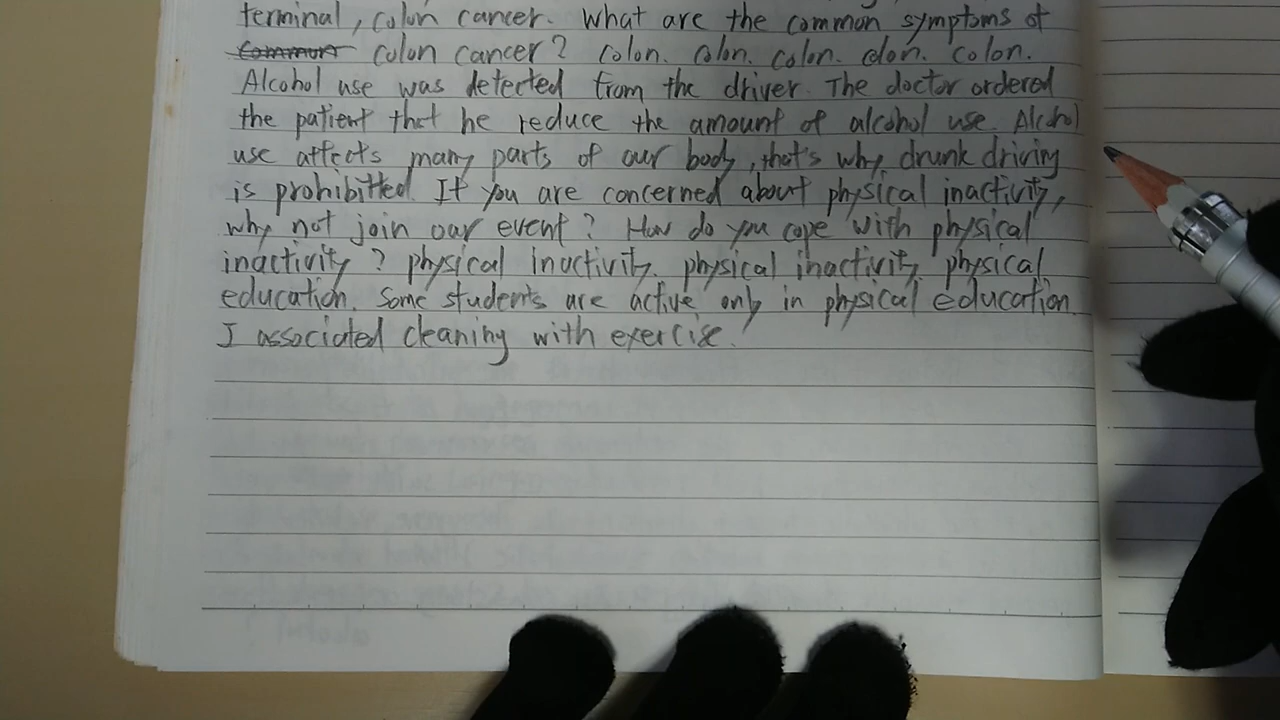 terminal, colon cancer. What are the common symptoms of
common colon cancer? colon. colon. colon. colon. colon.
Alcohol use was detected from the driver. The doctor ordered
the patient that he reduce the amount of alcohol use. Alchol
use affects many parts of our body, that's why drunk driving
is prohibitted. If you are concerned about physical inactivity,
why not join our event? How do you cope with physical
inactivity? physical inactivity. physical inactivity. physical
education. Some students are active only in physical education.
I associated cleaning with exercise!